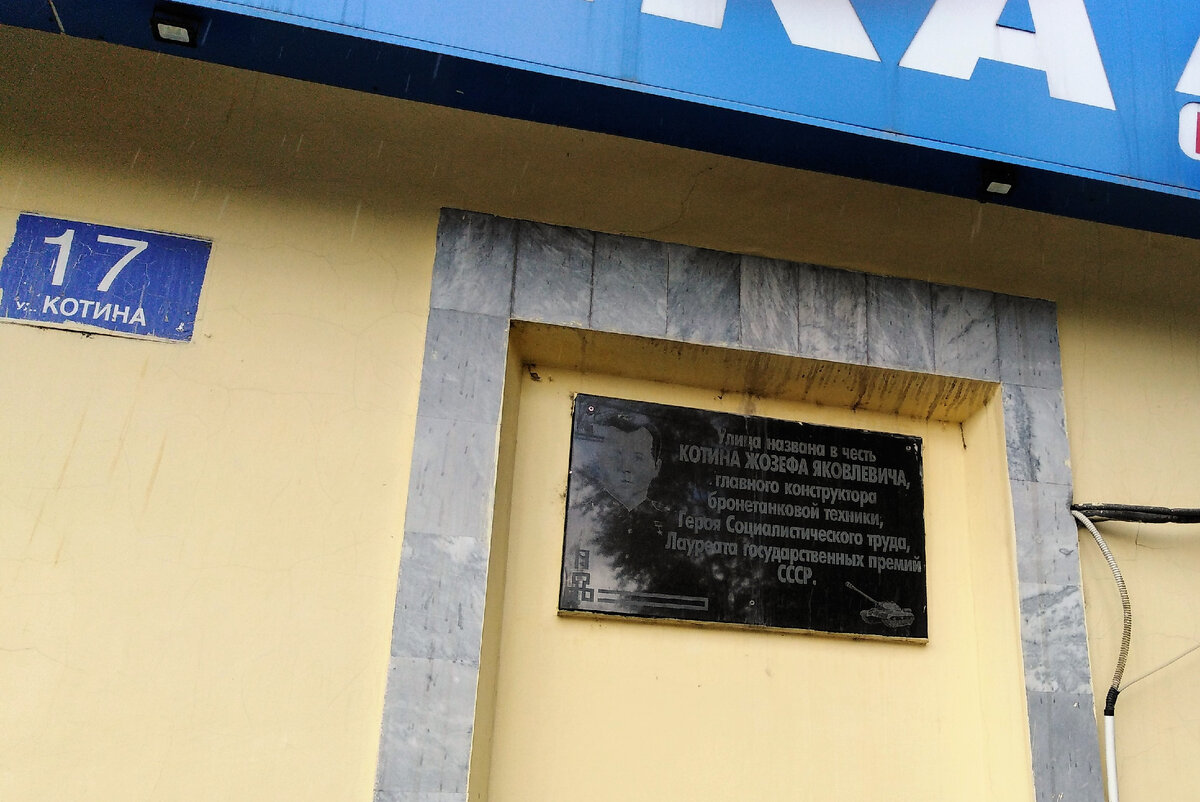 КА
17
ул. КОТИНА
Улица названа в честь
КОТИНА ЖОЗЕФА ЯКОВЛЕВИЧА,
главного конструктора
бронетанковой техники,
Героя Социалистического труда,
Лауреата государственных премий
СССР.